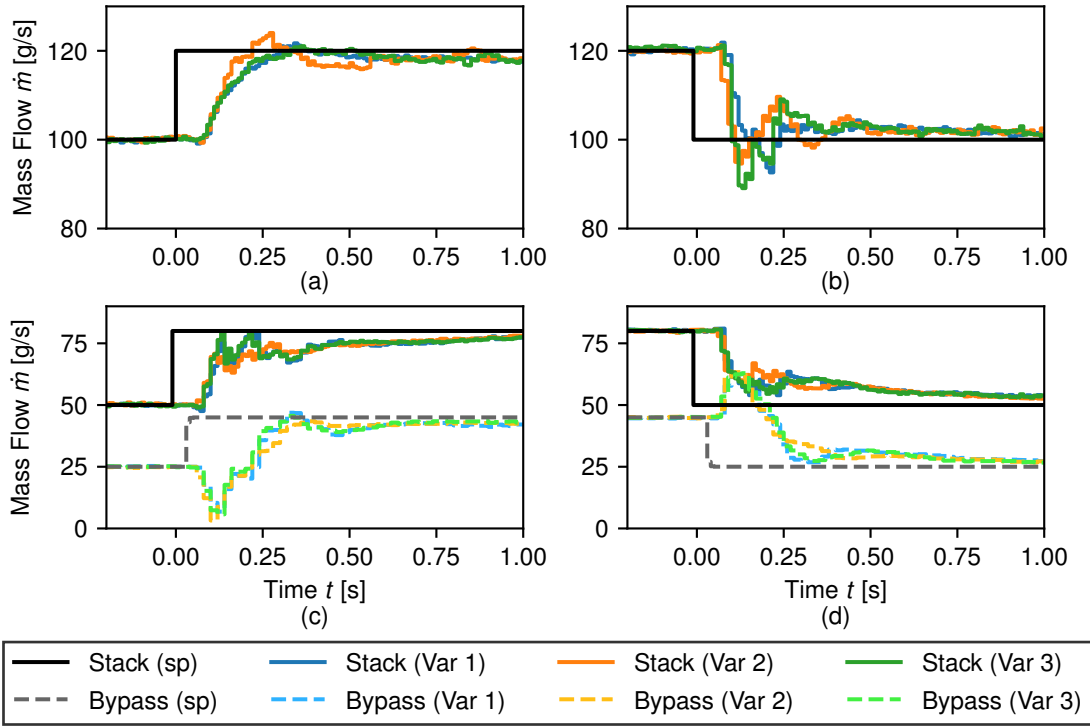 120
100
80
Mass Flow ṁ [g/s]
0.00 0.25 0.50 0.75 1.00
(a)
120
100
80
0.00 0.25 0.50 0.75 1.00
(b)
75
50
25
0
Mass Flow ṁ [g/s]
0.00 0.25 0.50 0.75 1.00
Time t [s]
(c)
75
50
25
0
0.00 0.25 0.50 0.75 1.00
Time t [s]
(d)
Stack (sp) Stack (Var 1) Stack (Var 2) Stack (Var 3)
Bypass (sp) Bypass (Var 1) Bypass (Var 2) Bypass (Var 3)